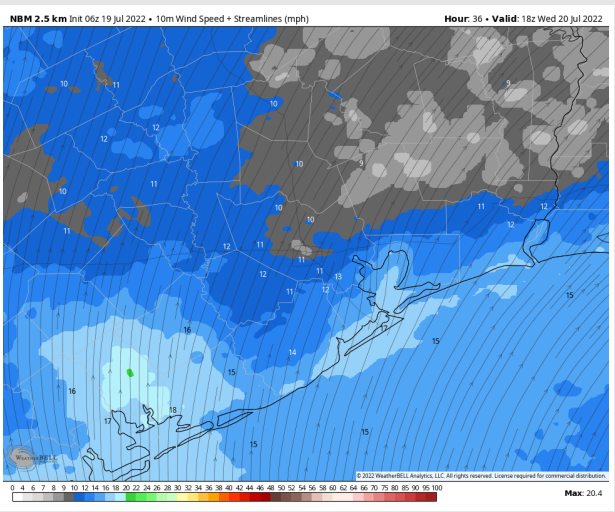 NBM 2.5 km Init 06z 19 Jul 2022 • 10m Wind Speed + Streamlines (mph)
Hour: 36 • Valid: 18z Wed 20 Jul 2022
10 11 9
10
12
12
10 9
11
10
10 11 12
10
11 12
12 11
11
12 11 13
11 12
15
16 17
15
14
15
16
18
17
15 15
WeatherBELL
© 2022 WeatherBELL Analytics, LLC. All rights reserved. License required for commercial distribution.
0 4 6 7 8 9 10 12 14 16 18 20 22 24 26 28 30 32 34 36 38 40 42 44 46 48 50 52 54 56 58 60 62 64 66 70 75 80 85 90 95 100
Max: 20.4